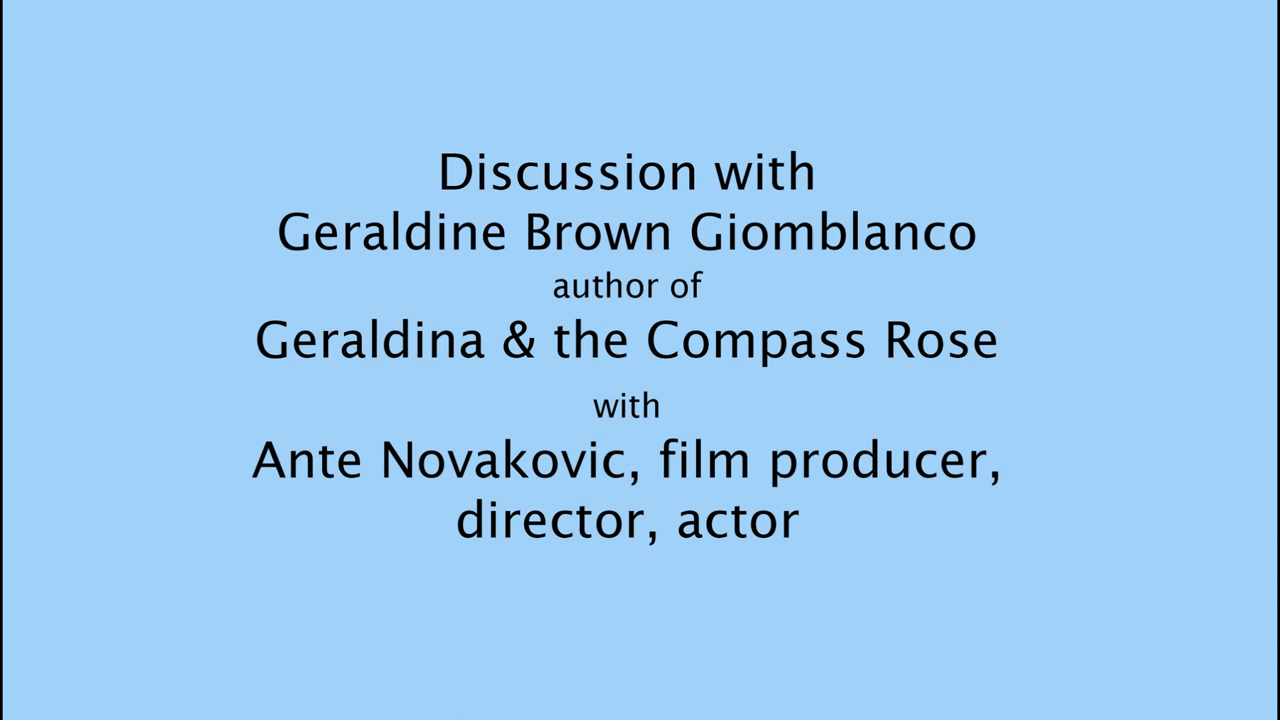 Discussion with
Geraldine Brown Giomblanco
author of
Geraldina & the Compass Rose
with
Ante Novakovic, film producer,
director, actor